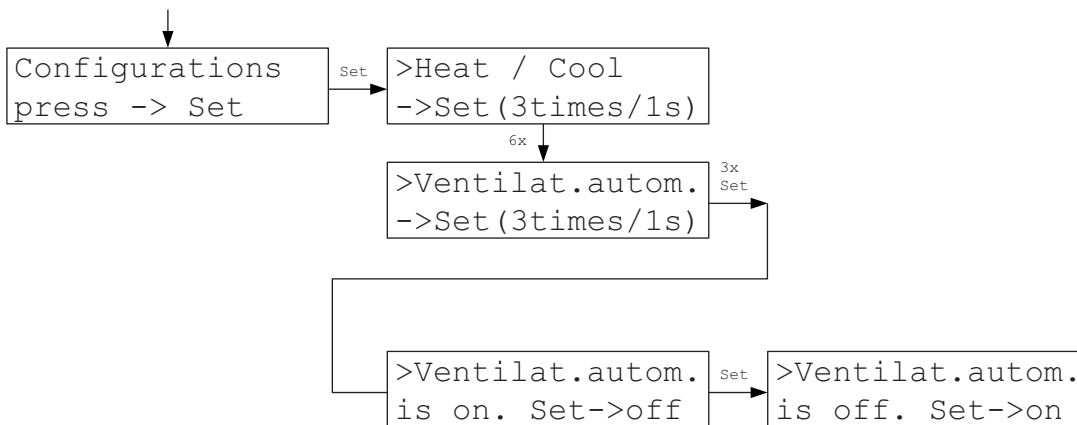 Configurations
press -> Set
Set
>Heat / Cool
->Set(3times/1s)
6x
>Ventilat.autom.
->Set(3times/1s)
3x
Set
>Ventilat.autom.
is on. Set->off
Set
>Ventilat.autom.
is off. Set->on